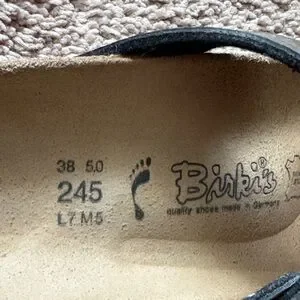 38 5.0
245
L7 M5
Birki's®
quality shoes made in Germany